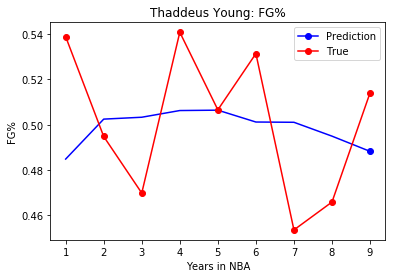 Thaddeus Young: FG%
Prediction
True
FG%
0.54
0.52
0.50
0.48
0.46
1 2 3 4 5 6 7 8 9
Years in NBA